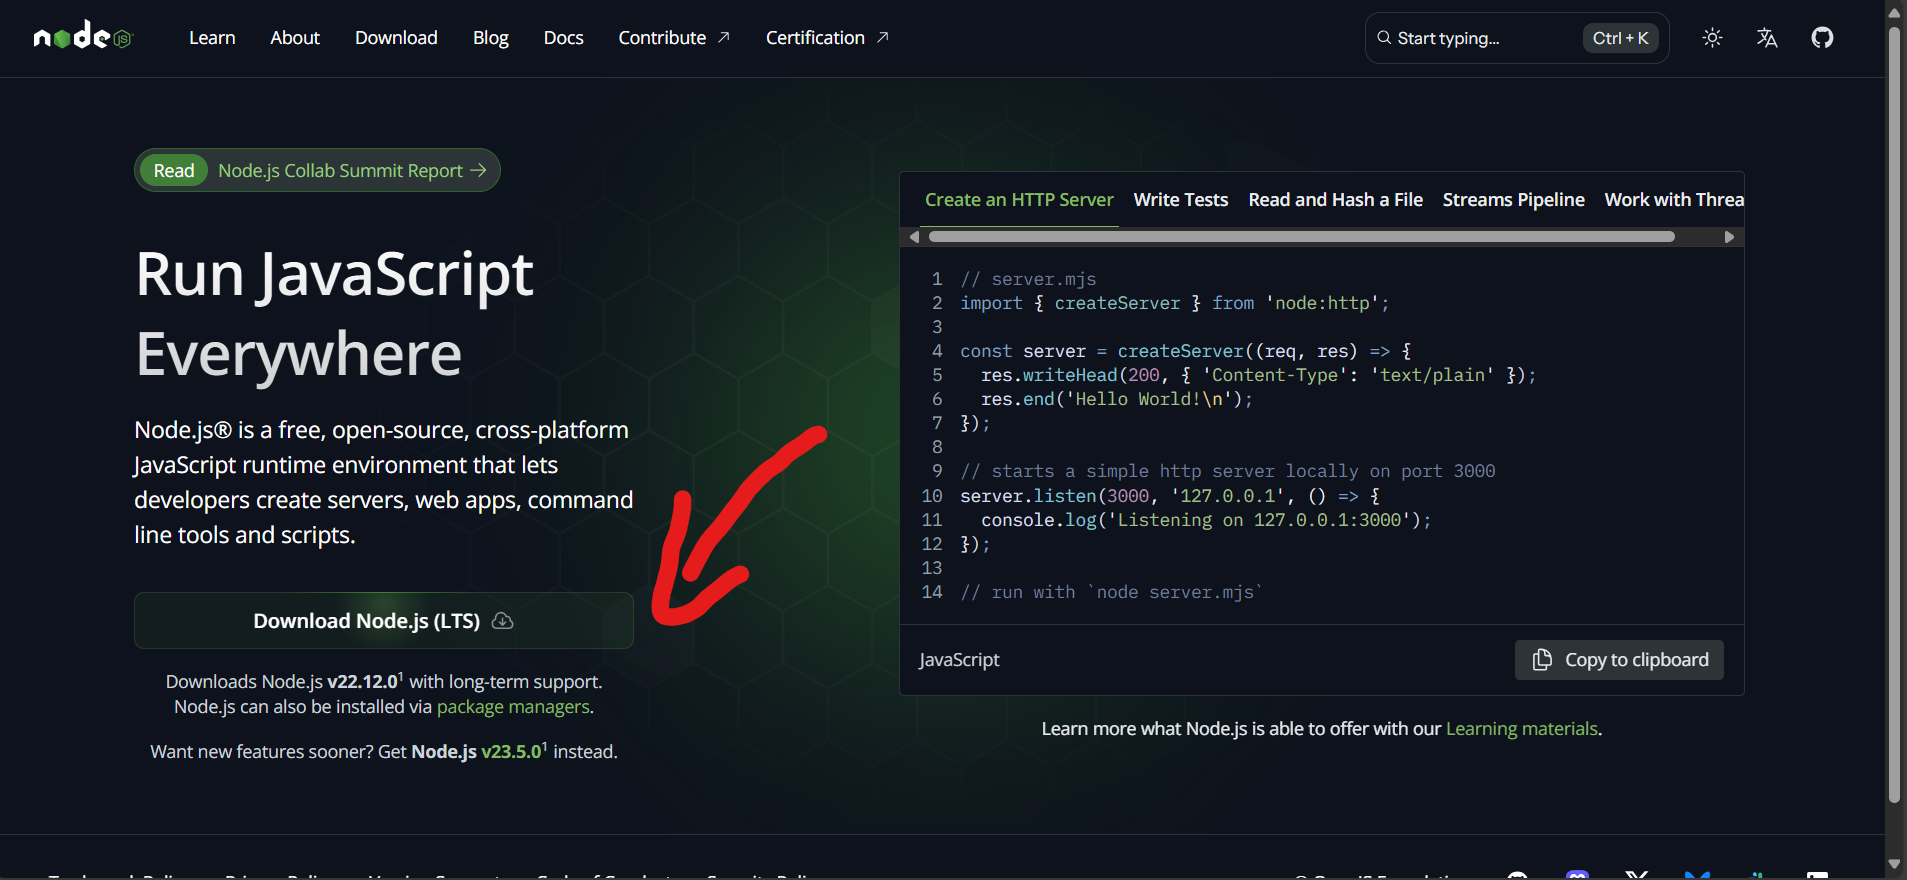 node JS
Learn About Download Blog Docs Contribute ↗ Certification ↗
Start typing... Ctrl + K
Read Node.js Collab Summit Report →
Run JavaScript
Everywhere
Node.js® is a free, open-source, cross-platform
JavaScript runtime environment that lets
developers create servers, web apps, command
line tools and scripts.
Download Node.js (LTS)
Downloads Node.js v22.12.0¹ with long-term support.
Node.js can also be installed via package managers.
Want new features sooner? Get Node.js v23.5.0¹ instead.
Create an HTTP Server Write Tests Read and Hash a File Streams Pipeline Work with Threa
1 // server.mjs
2 import { createServer } from 'node:http';
3
4 const server = createServer((req, res) => {
5 res.writeHead(200, { 'Content-Type': 'text/plain' });
6 res.end('Hello World!\n');
7 });
8
9 // starts a simple http server locally on port 3000
10 server.listen(3000, '127.0.0.1', () => {
11 console.log('Listening on 127.0.0.1:3000');
12 });
13
14 // run with `node server.mjs`
JavaScript Copy to clipboard
Learn more what Node.js is able to offer with our Learning materials.